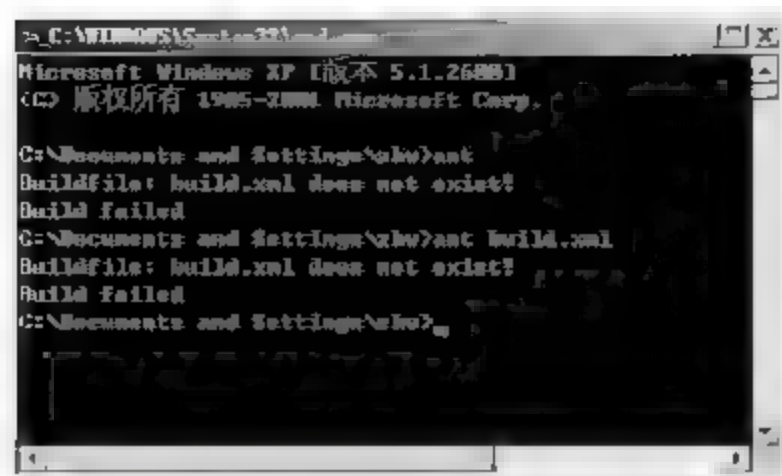 Microsoft Windows XP [版本 5.1.2600]
(C) 版权所有 1985-2001 Microsoft Corp.
C:\Documents and Settings\zhw>ant
Buildfile: build.xml does not exist!
Build failed
C:\Documents and Settings\zhw>ant build.xml
Buildfile: build.xml does not exist!
Build failed
C:\Documents and Settings\zhw>_